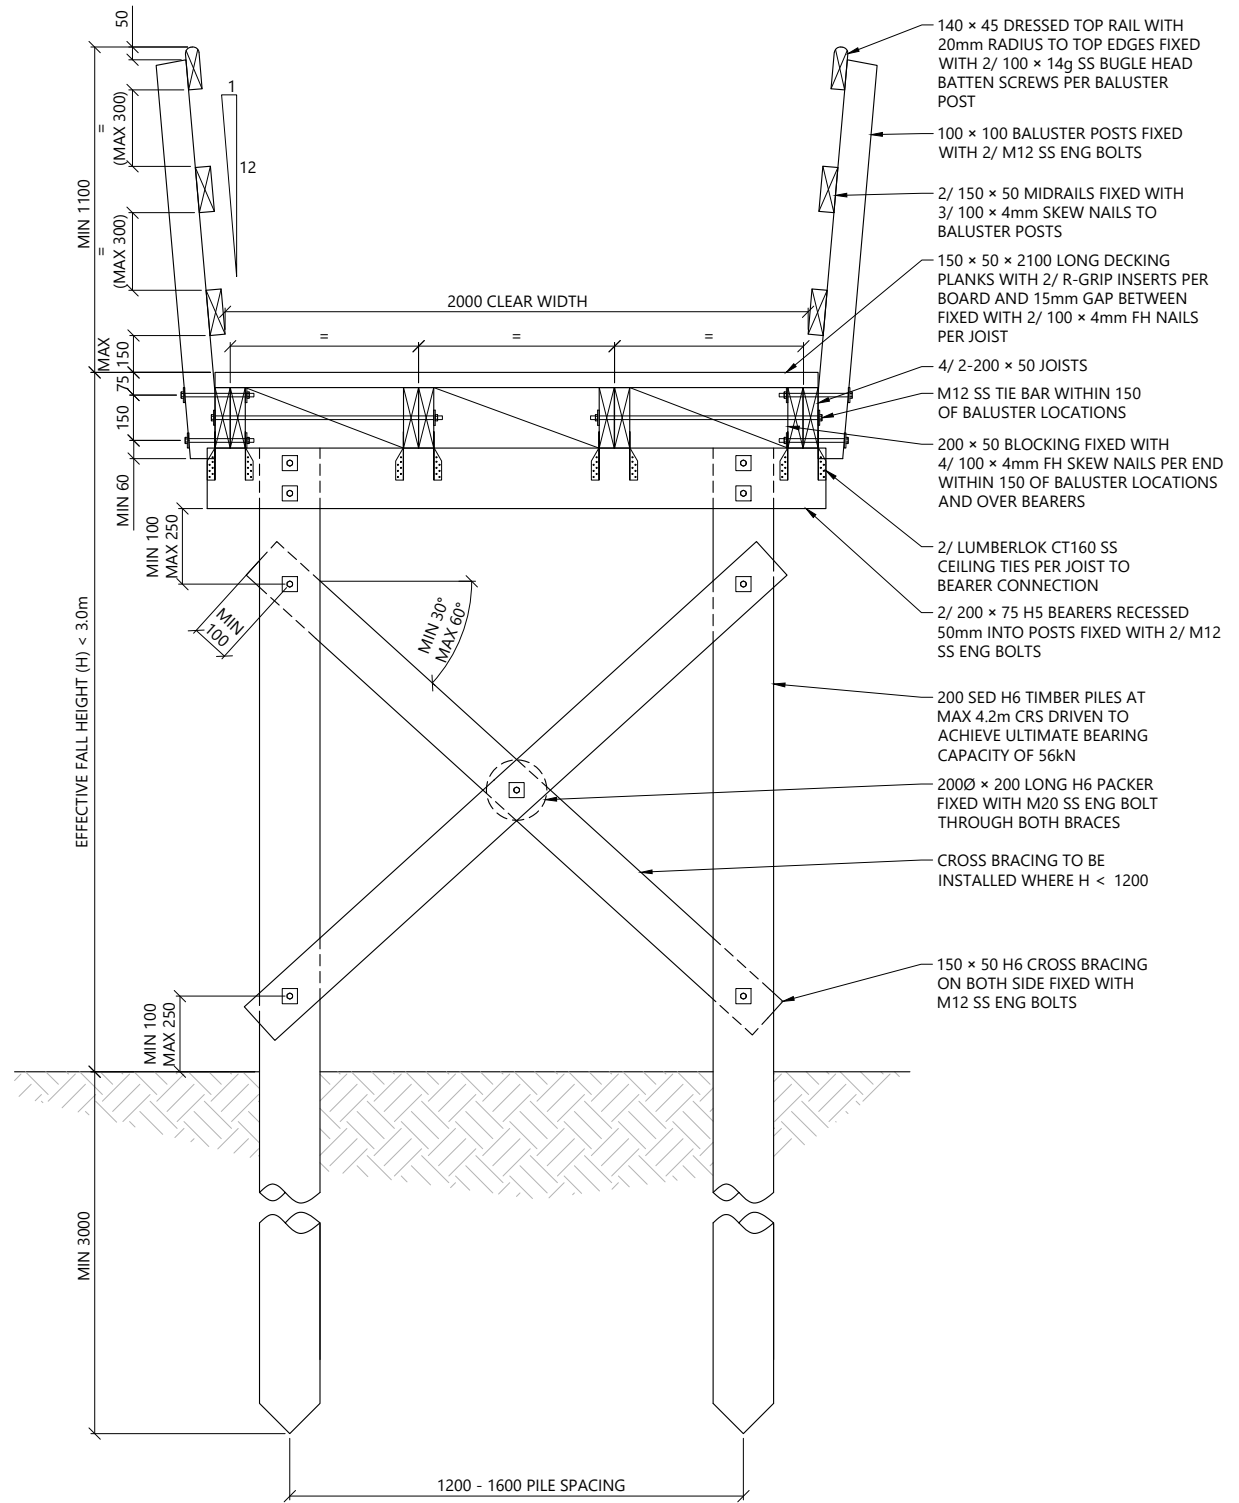 50
140 × 45 DRESSED TOP RAIL WITH
20mm RADIUS TO TOP EDGES FIXED
WITH 2/ 100 × 14g SS BUGLE HEAD
BATTEN SCREWS PER BALUSTER
POST
100 × 100 BALUSTER POSTS FIXED
WITH 2/ M12 SS ENG BOLTS
2/ 150 × 50 MIDRAILS FIXED WITH
3/ 100 × 4mm SKEW NAILS TO
BALUSTER POSTS
150 × 50 × 2100 LONG DECKING
PLANKS WITH 2/ R-GRIP INSERTS PER
BOARD AND 15mm GAP BETWEEN
FIXED WITH 2/ 100 × 4mm FH NAILS
PER JOIST
4/ 2-200 × 50 JOISTS
M12 SS TIE BAR WITHIN 150
OF BALUSTER LOCATIONS
200 × 50 BLOCKING FIXED WITH
4/ 100 × 4mm FH SKEW NAILS PER END
WITHIN 150 OF BALUSTER LOCATIONS
AND OVER BEARERS
2/ LUMBERLOK CT160 SS
CEILING TIES PER JOIST TO
BEARER CONNECTION
2/ 200 × 75 H5 BEARERS RECESSED
50mm INTO POSTS FIXED WITH 2/ M12
SS ENG BOLTS
200 SED H6 TIMBER PILES AT
MAX 4.2m CRS DRIVEN TO
ACHIEVE ULTIMATE BEARING
CAPACITY OF 56kN
200Ø × 200 LONG H6 PACKER
FIXED WITH M20 SS ENG BOLT
THROUGH BOTH BRACES
CROSS BRACING TO BE
INSTALLED WHERE H < 1200
150 × 50 H6 CROSS BRACING
ON BOTH SIDE FIXED WITH
M12 SS ENG BOLTS
MIN 1100
=
(MAX 300)
=
(MAX 300)
1
12
2000 CLEAR WIDTH
=
=
=
MAX
150
75
150
MIN 60
MIN 100
MAX 250
MIN
100
MIN 30°
MAX 60°
EFFECTIVE FALL HEIGHT (H) < 3.0m
MIN 100
MAX 250
MIN 3000
1200 - 1600 PILE SPACING